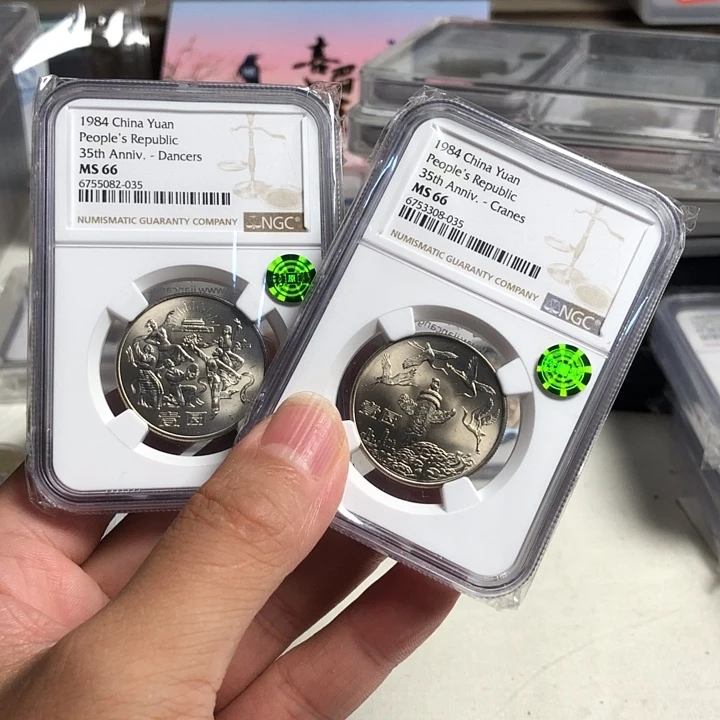 1984 China Yuan
People's Republic
35th Anniv. - Dancers
MS 66
6755082-035
NUMISMATIC GUARANTY COMPANY NGC
壹圆
1984 China Yuan
People's Republic
35th Anniv. - Cranes
MS 66
6753308-035
NUMISMATIC GUARANTY COMPANY NGC
壹圆